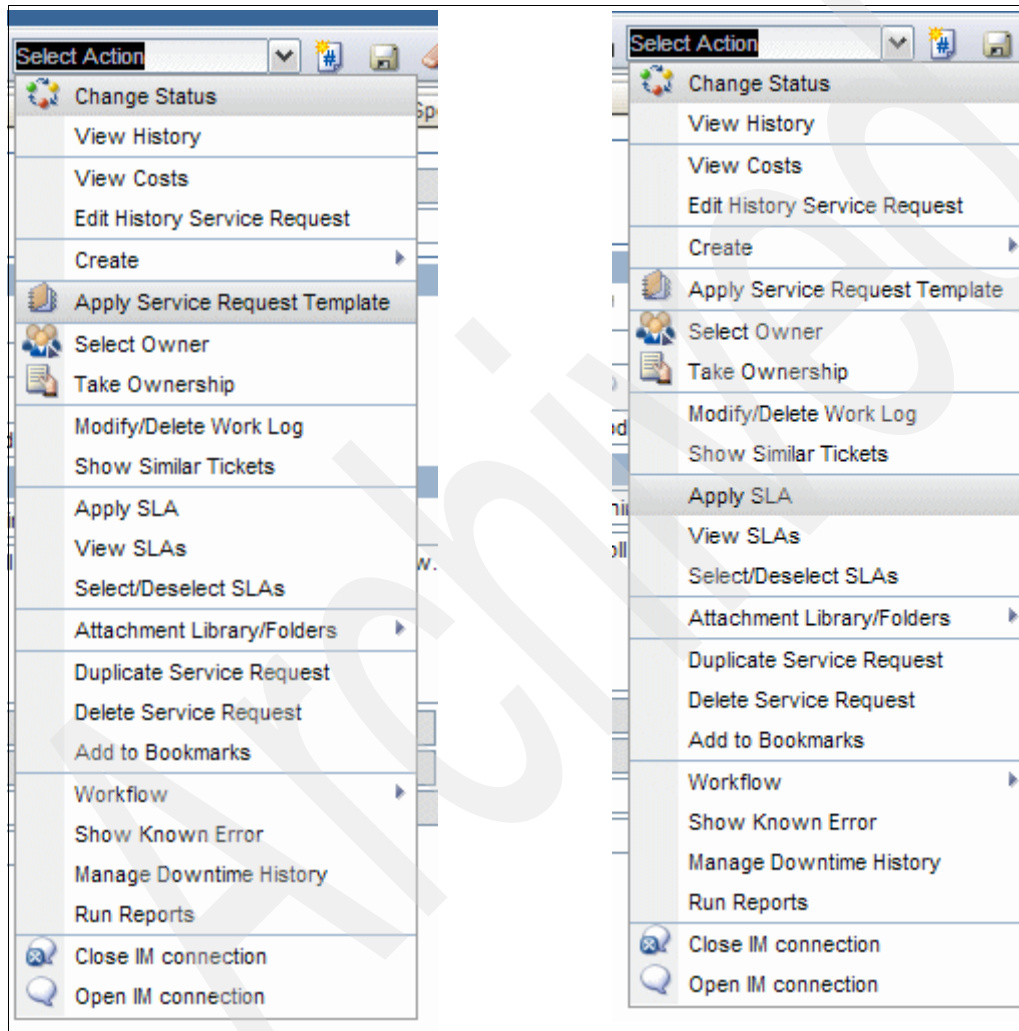 Select Action
Change Status
View History
View Costs
Edit History Service Request
Create
Apply Service Request Template
Select Owner
Take Ownership
Modify/Delete Work Log
Show Similar Tickets
Apply SLA
View SLAs
Select/Deselect SLAs
Attachment Library/Folders
Duplicate Service Request
Delete Service Request
Add to Bookmarks
Workflow
Show Known Error
Manage Downtime History
Run Reports
Close IM connection
Open IM connection
Select Action
Change Status
View History
View Costs
Edit History Service Request
Create
Apply Service Request Template
Select Owner
Take Ownership
Modify/Delete Work Log
Show Similar Tickets
Apply SLA
View SLAs
Select/Deselect SLAs
Attachment Library/Folders
Duplicate Service Request
Delete Service Request
Add to Bookmarks
Workflow
Show Known Error
Manage Downtime History
Run Reports
Close IM connection
Open IM connection
Archived